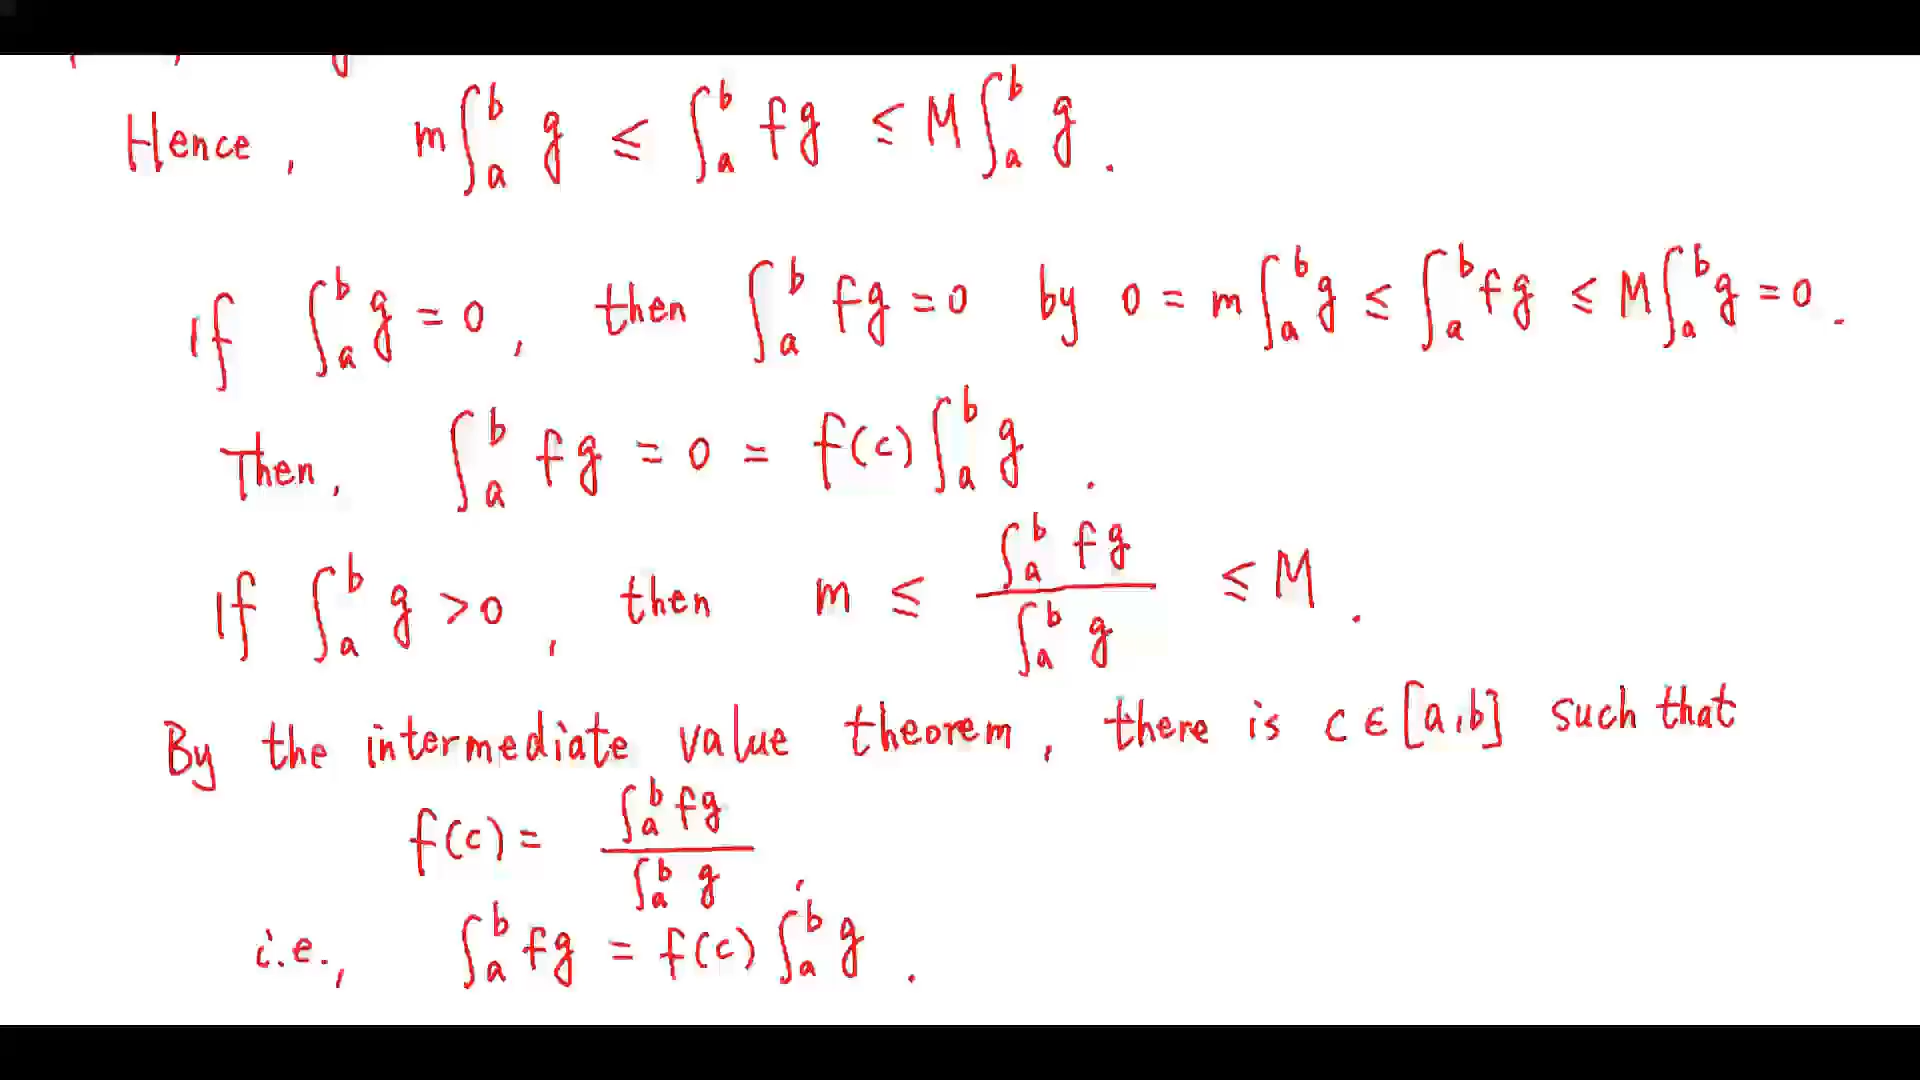 Hence, m∫_a^b g ≤ ∫_a^b fg ≤ M∫_a^b g.
If ∫_a^b g = 0, then ∫_a^b fg = 0 by 0 = m∫_a^b g ≤ ∫_a^b fg ≤ M∫_a^b g = 0.
Then, ∫_a^b fg = 0 = f(c)∫_a^b g.
If ∫_a^b g > 0, then m ≤ (∫_a^b fg)/(∫_a^b g) ≤ M.
By the intermediate value theorem, there is c ∈ [a,b] such that
f(c) = (∫_a^b fg)/(∫_a^b g)
i.e., ∫_a^b fg = f(c)∫_a^b g.